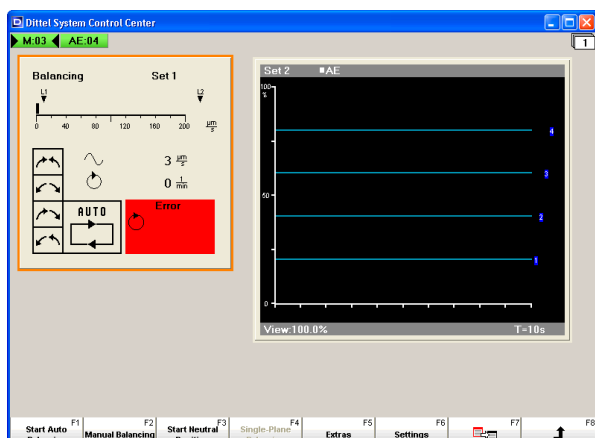 Dittel System Control Center
M:03 AE:04
1
Balancing Set 1
L1 L2
0 40 80 120 160 200 µm/s
3 µm/s
0 1/min
AUTO
Error
Set 2 AE
100
%
4
3
50
2
1
0
View:100.0% T=10s
F1 F2 F3 F4 F5 F6 F7 F8
Start Auto Manual Balancing Start Neutral Single-Plane Extras Settings